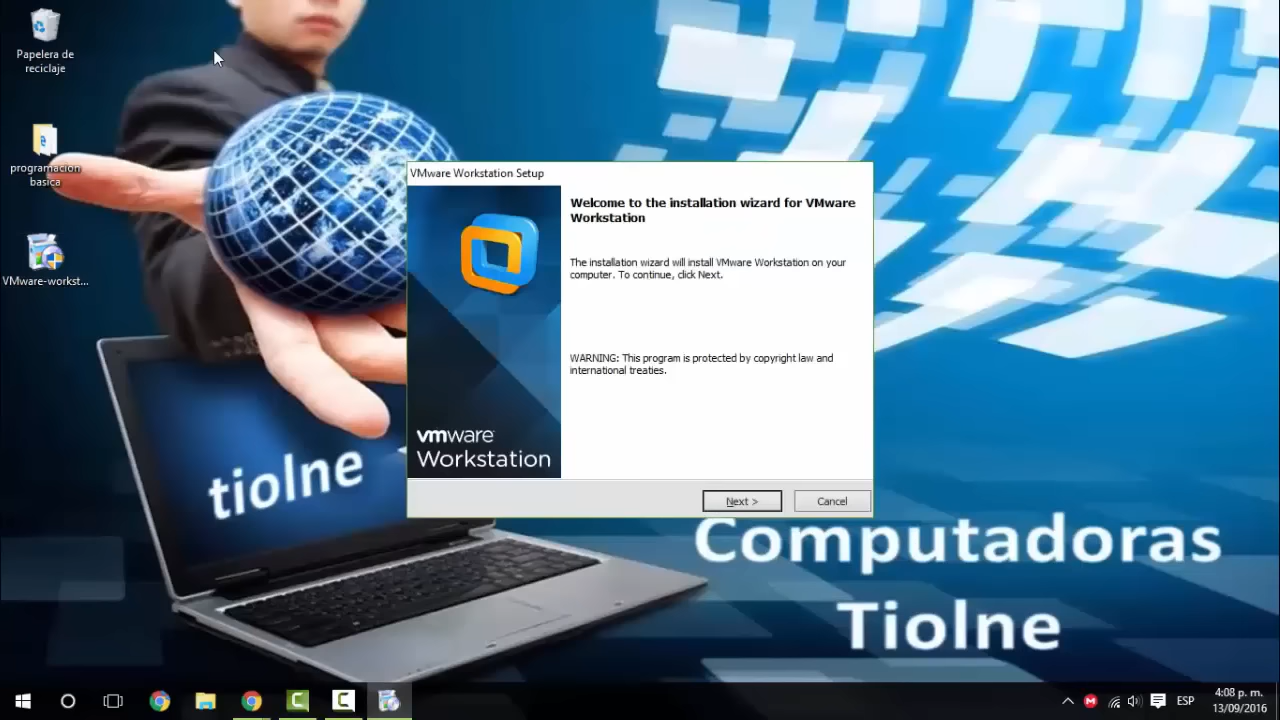 Papelera de
reciclaje
programacion
basica
VMware-workst...
VMware Workstation Setup
Welcome to the installation wizard for VMware
Workstation
The installation wizard will install VMware Workstation on your
computer. To continue, click Next.
WARNING: This program is protected by copyright law and
international treaties.
vmware
Workstation
Next >
Cancel
tiolne
Computadoras
Tiolne
ESP
4:08 p. m.
13/09/2016